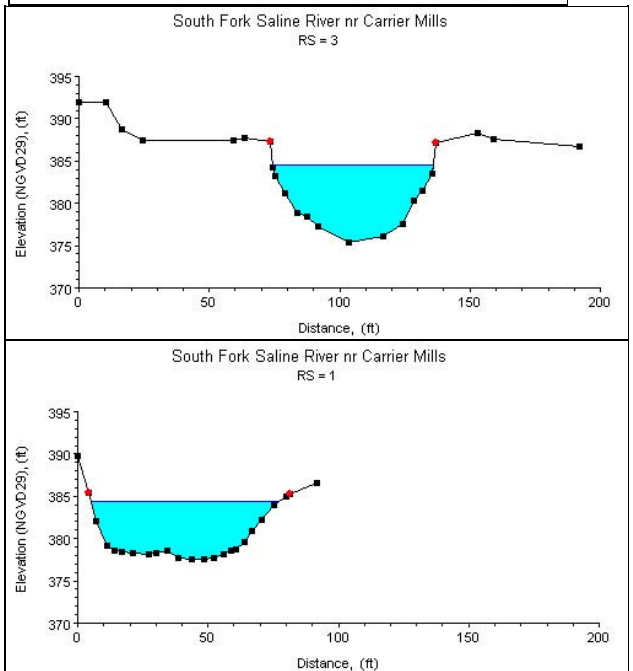 South Fork Saline River nr Carrier Mills
RS = 3
Elevation (NGVD29), (ft)
395
390
385
380
375
370
0 50 100 150 200
Distance, (ft)
South Fork Saline River nr Carrier Mills
RS = 1
Elevation (NGVD29), (ft)
395
390
385
380
375
370
0 50 100 150 200
Distance, (ft)